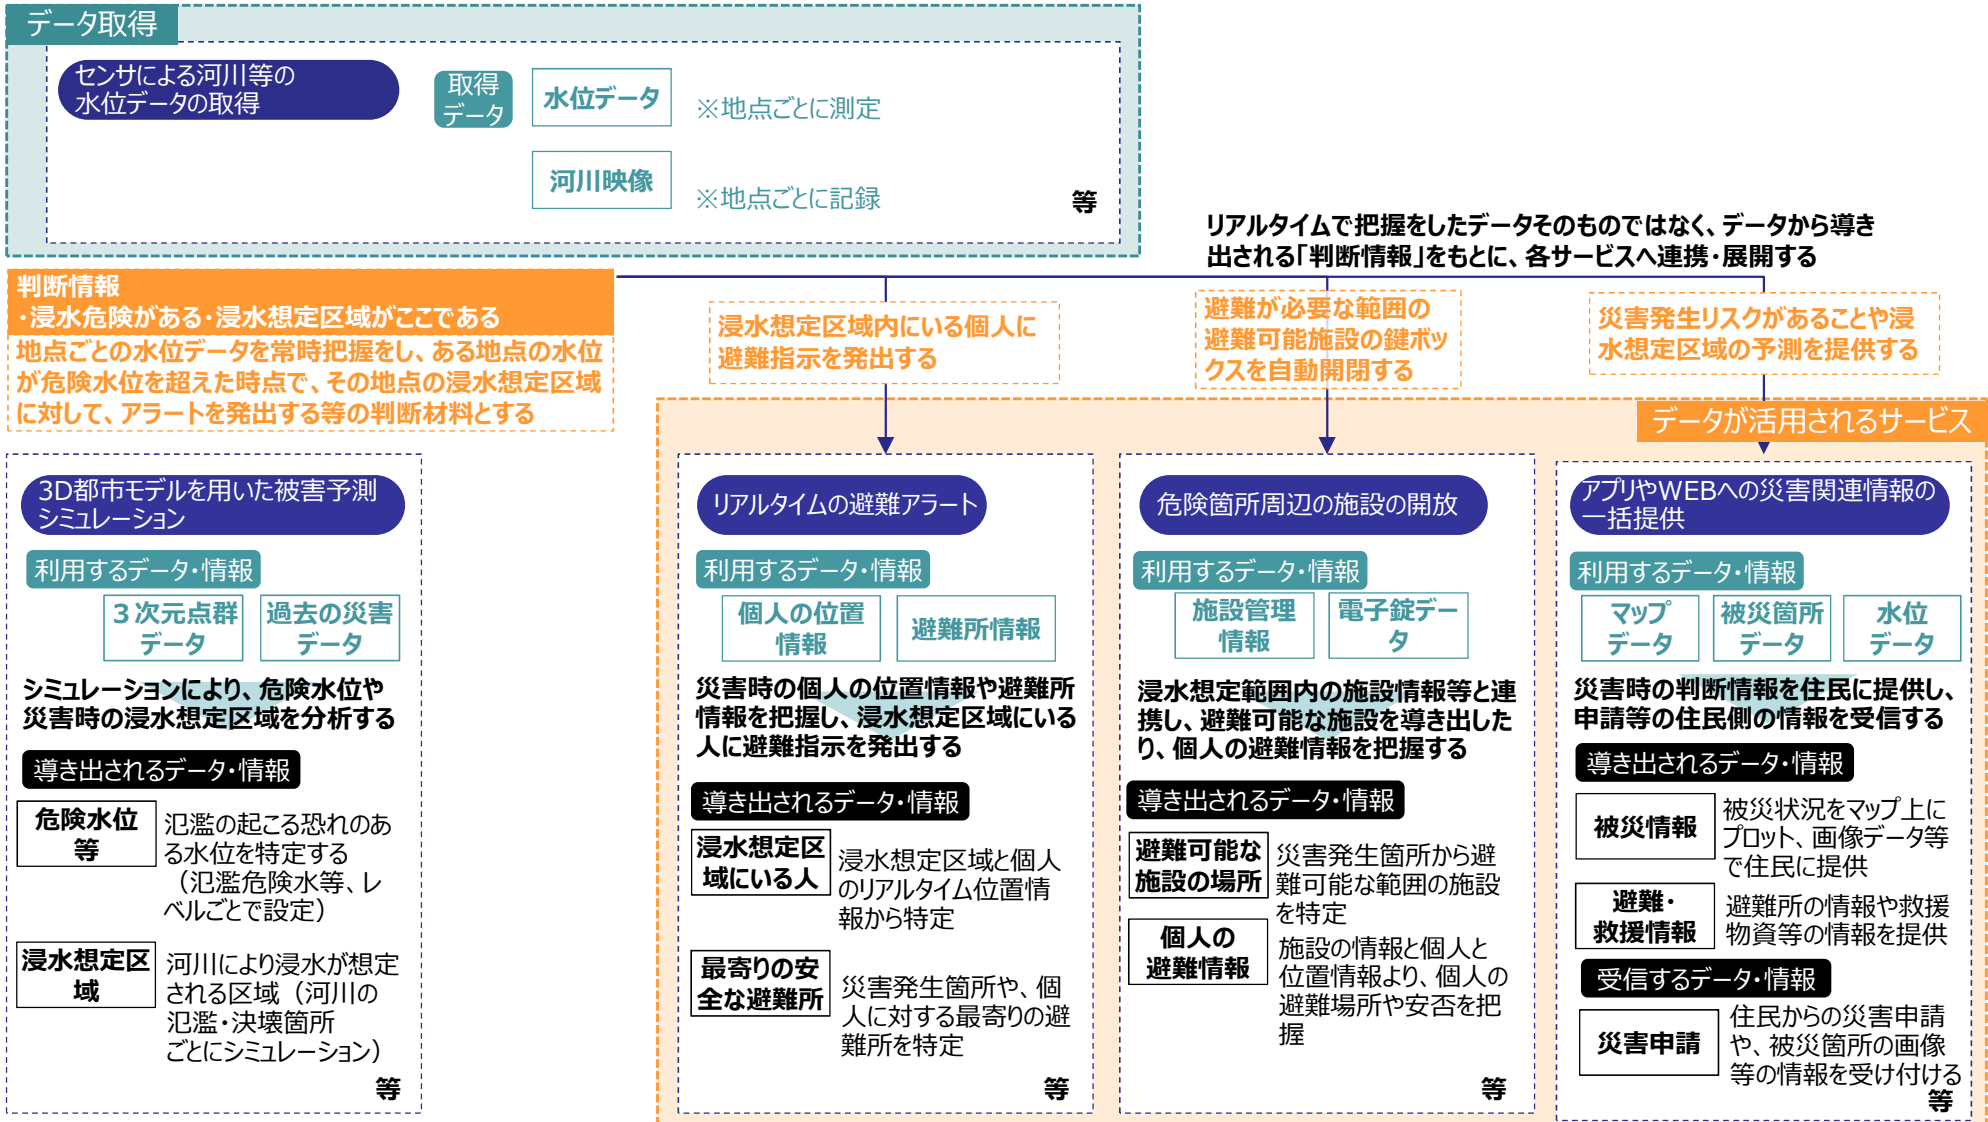 データ取得
センサによる河川等の
水位データの取得
取得
データ
水位データ
※地点ごとに測定
河川映像
※地点ごとに記録
等
リアルタイムで把握をしたデータそのものではなく、データから導き
出される「判断情報」をもとに、各サービスへ連携・展開する
判断情報
・浸水危険がある・浸水想定区域がここである
地点ごとの水位データを常時把握をし、ある地点の水位
が危険水位を超えた時点で、その地点の浸水想定区域
に対して、アラートを発出する等の判断材料とする
浸水想定区域内にいる個人に
避難指示を発出する
避難が必要な範囲の
避難可能施設の鍵ボッ
クスを自動開閉する
災害発生リスクがあることや浸
水想定区域の予測を提供する
データが活用されるサービス
3D都市モデルを用いた被害予測
シミュレーション
利用するデータ・情報
３次元点群
データ
過去の災害
データ
シミュレーションにより、危険水位や
災害時の浸水想定区域を分析する
導き出されるデータ・情報
危険水位
等
氾濫の起こる恐れのあ
る水位を特定する
（氾濫危険水等、レ
ベルごとで設定）
浸水想定区
域
河川により浸水が想定
される区域（河川の
氾濫・決壊箇所
ごとにシミュレーション）
等
リアルタイムの避難アラート
利用するデータ・情報
個人の位置
情報
避難所情報
災害時の個人の位置情報や避難所
情報を把握し、浸水想定区域にいる
人に避難指示を発出する
導き出されるデータ・情報
浸水想定区
域にいる人
浸水想定区域と個人
のリアルタイム位置情
報から特定
最寄りの安
全な避難所
災害発生箇所や、個
人に対する最寄りの避
難所を特定
等
危険箇所周辺の施設の開放
利用するデータ・情報
施設管理
情報
電子錠デー
タ
浸水想定範囲内の施設情報等と連
携し、避難可能な施設を導き出した
り、個人の避難情報を把握する
導き出されるデータ・情報
避難可能な
施設の場所
災害発生箇所から避
難可能な範囲の施設
を特定
個人の
避難情報
施設の情報と個人と
位置情報より、個人の
避難場所や安否を把
握
等
アプリやWEBへの災害関連情報の
一括提供
利用するデータ・情報
マップ
データ
被災箇所
データ
水位
データ
災害時の判断情報を住民に提供し、
申請等の住民側の情報を受信する
導き出されるデータ・情報
被災情報
被災状況をマップ上に
プロット、画像データ等
で住民に提供
避難・
救援情報
避難所の情報や救援
物資等の情報を提供
受信するデータ・情報
災害申請
住民からの災害申請
や、被災箇所の画像
等の情報を受け付ける
等